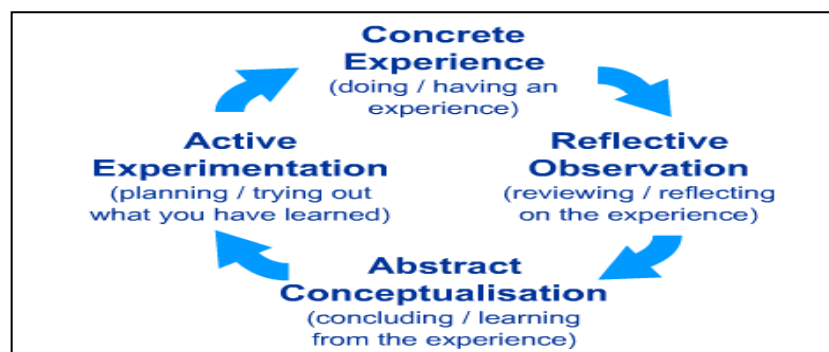 Concrete
Experience
(doing / having an
experience)
Active
Experimentation
(planning / trying out
what you have learned)
Reflective
Observation
(reviewing / reflecting
on the experience)
Abstract
Conceptualisation
(concluding / learning
from the experience)